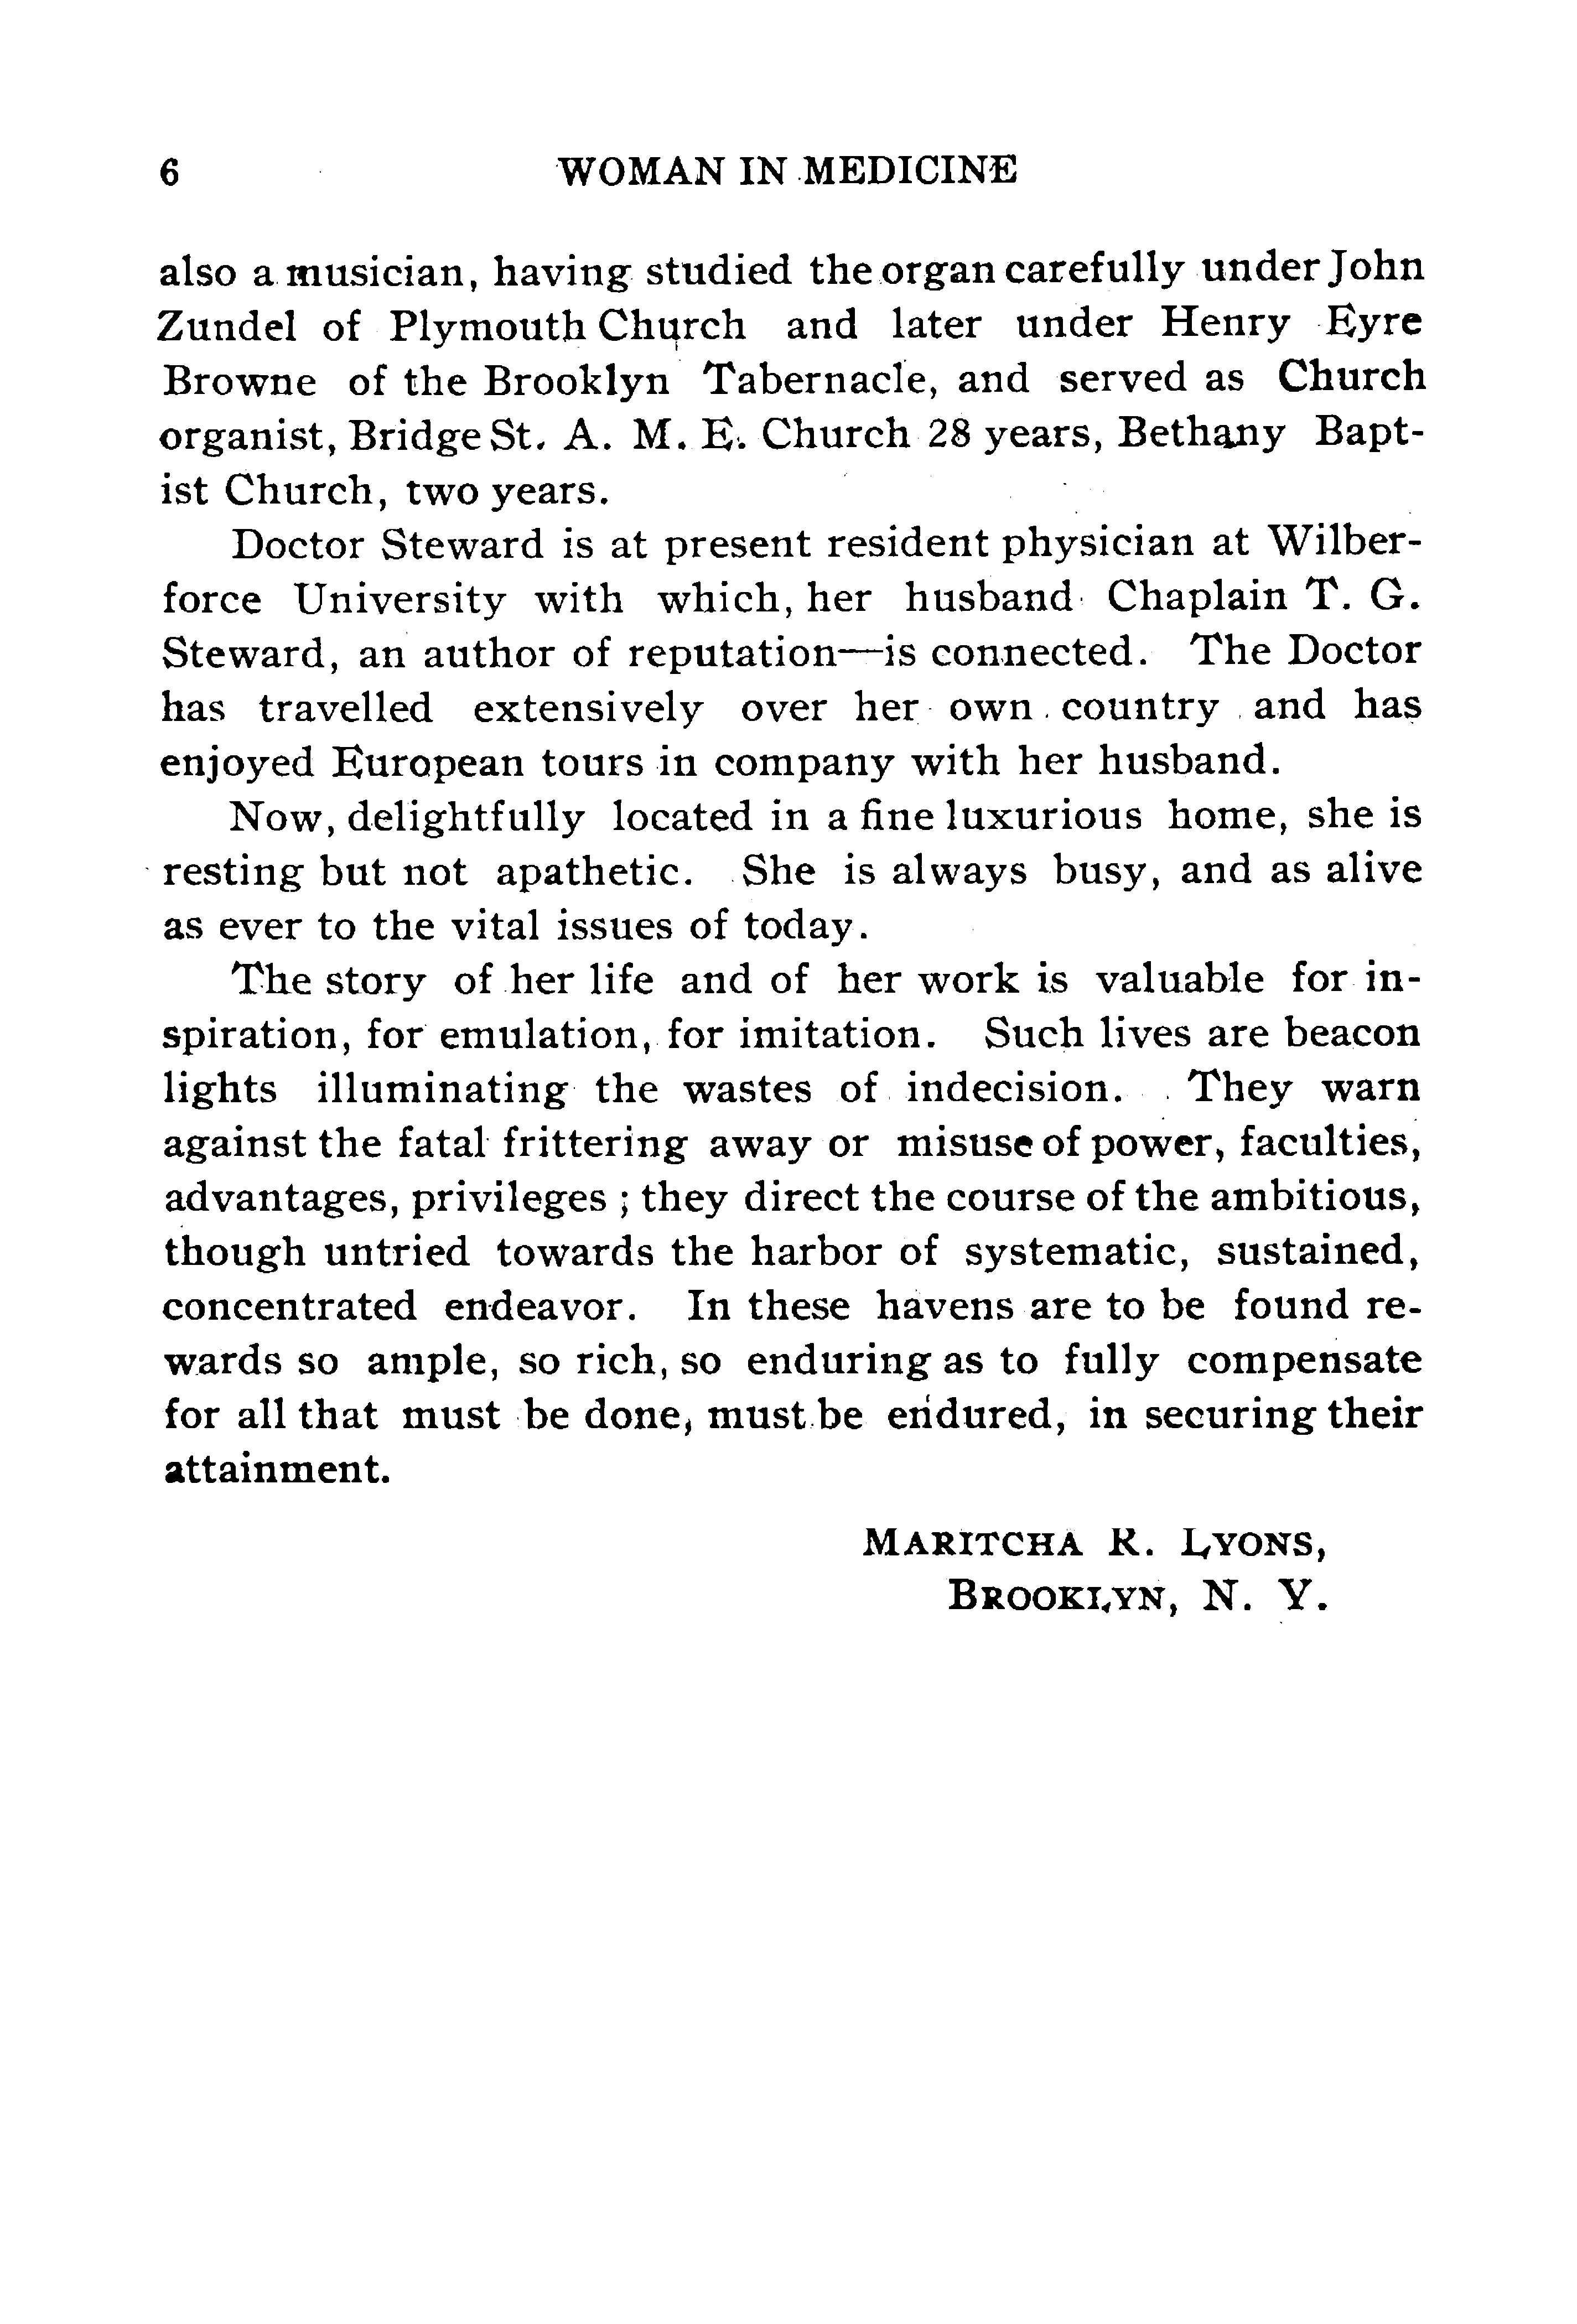 6 WOMAN IN MEDICINE
also a musician, having studied the organ carefully under John
Zundel of Plymouth Church and later under Henry Eyre
Browne of the Brooklyn Tabernacle, and served as Church
organist, Bridge St. A. M. E. Church 28 years, Bethany Bapt-
ist Church, two years.
Doctor Steward is at present resident physician at Wilber-
force University with which, her husband Chaplain T. G.
Steward, an author of reputation—is connected. The Doctor
has travelled extensively over her own country and has
enjoyed European tours in company with her husband.
Now, delightfully located in a fine luxurious home, she is
resting but not apathetic. She is always busy, and as alive
as ever to the vital issues of today.
The story of her life and of her work is valuable for in-
spiration, for emulation, for imitation. Such lives are beacon
lights illuminating the wastes of indecision. They warn
against the fatal frittering away or misuse of power, faculties,
advantages, privileges ; they direct the course of the ambitious,
though untried towards the harbor of systematic, sustained,
concentrated endeavor. In these havens are to be found re-
wards so ample, so rich, so enduring as to fully compensate
for all that must be done, must be endured, in securing their
attainment.
MARITCHA R. LYONS,
BROOKLYN, N. Y.